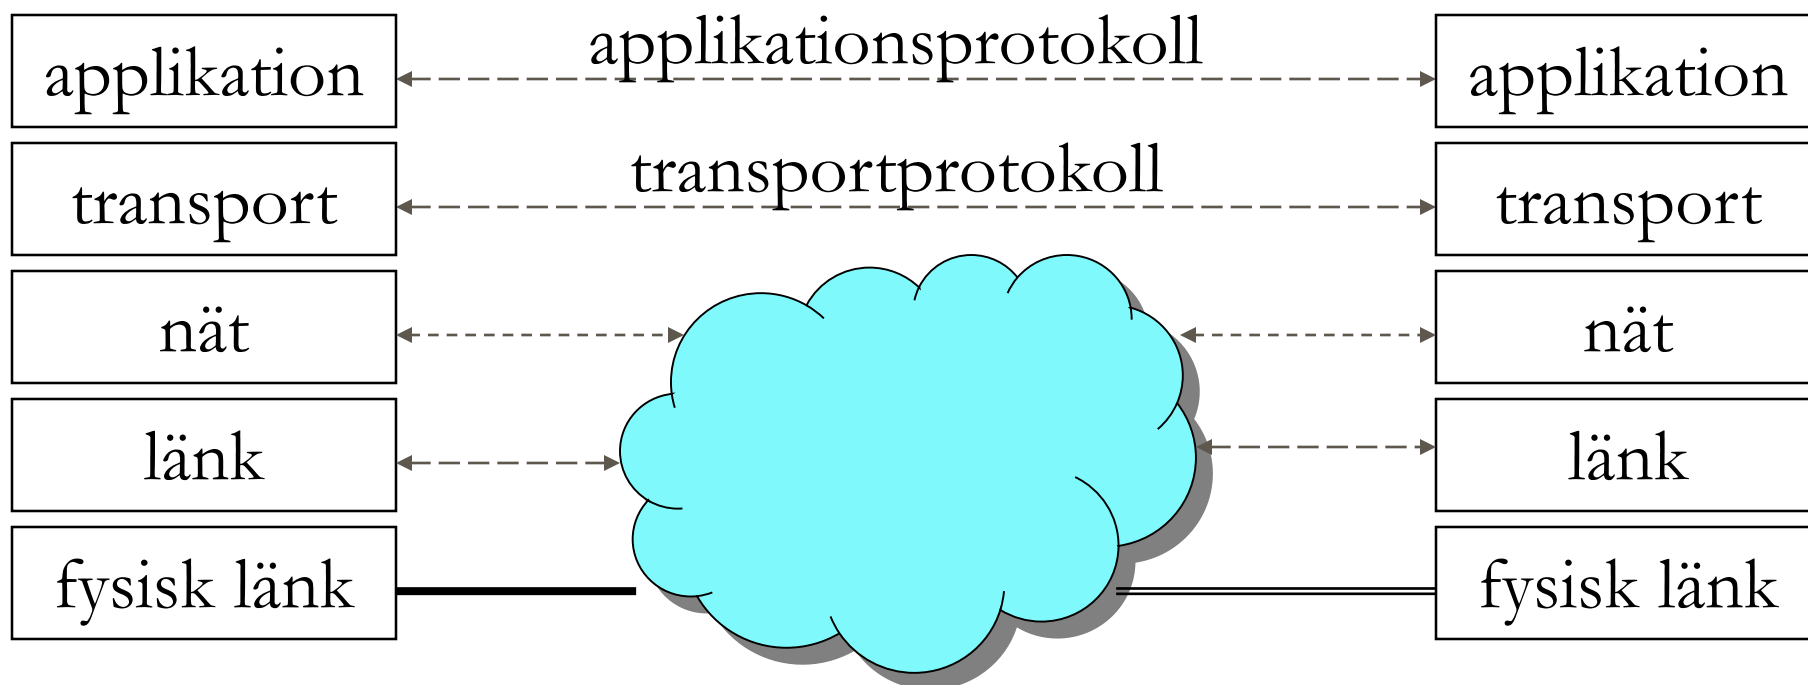 applikation
applikationsprotokoll
applikation
transport
transportprotokoll
transport
nät
nät
länk
länk
fysisk länk
fysisk länk